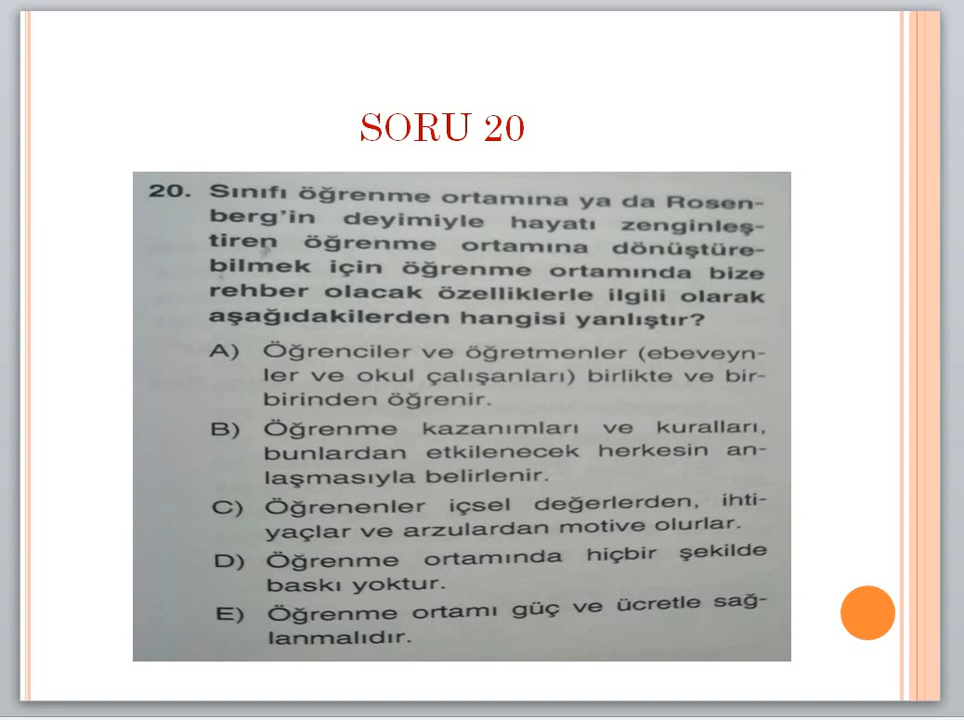 SORU 20
20. Sınıfı öğrenme ortamına ya da Rosen-
berg'in deyimiyle hayatı zenginleş-
tiren öğrenme ortamına dönüştüre-
bilmek için öğrenme ortamında bize
rehber olacak özelliklerle ilgili olarak
aşağıdakilerden hangisi yanlıştır?
A) Öğrenciler ve öğretmenler (ebeveyn-
ler ve okul çalışanları) birlikte ve bir-
birinden öğrenir.
B) Öğrenme kazanımları ve kuralları,
bunlardan etkilenecek herkesin an-
laşmasıyla belirlenir.
C) Öğrenenler içsel değerlerden, ihti-
yaçlar ve arzulardan motive olurlar.
D) Öğrenme ortamında hiçbir şekilde
baskı yoktur.
E) Öğrenme ortamı güç ve ücretle sağ-
lanmalıdır.